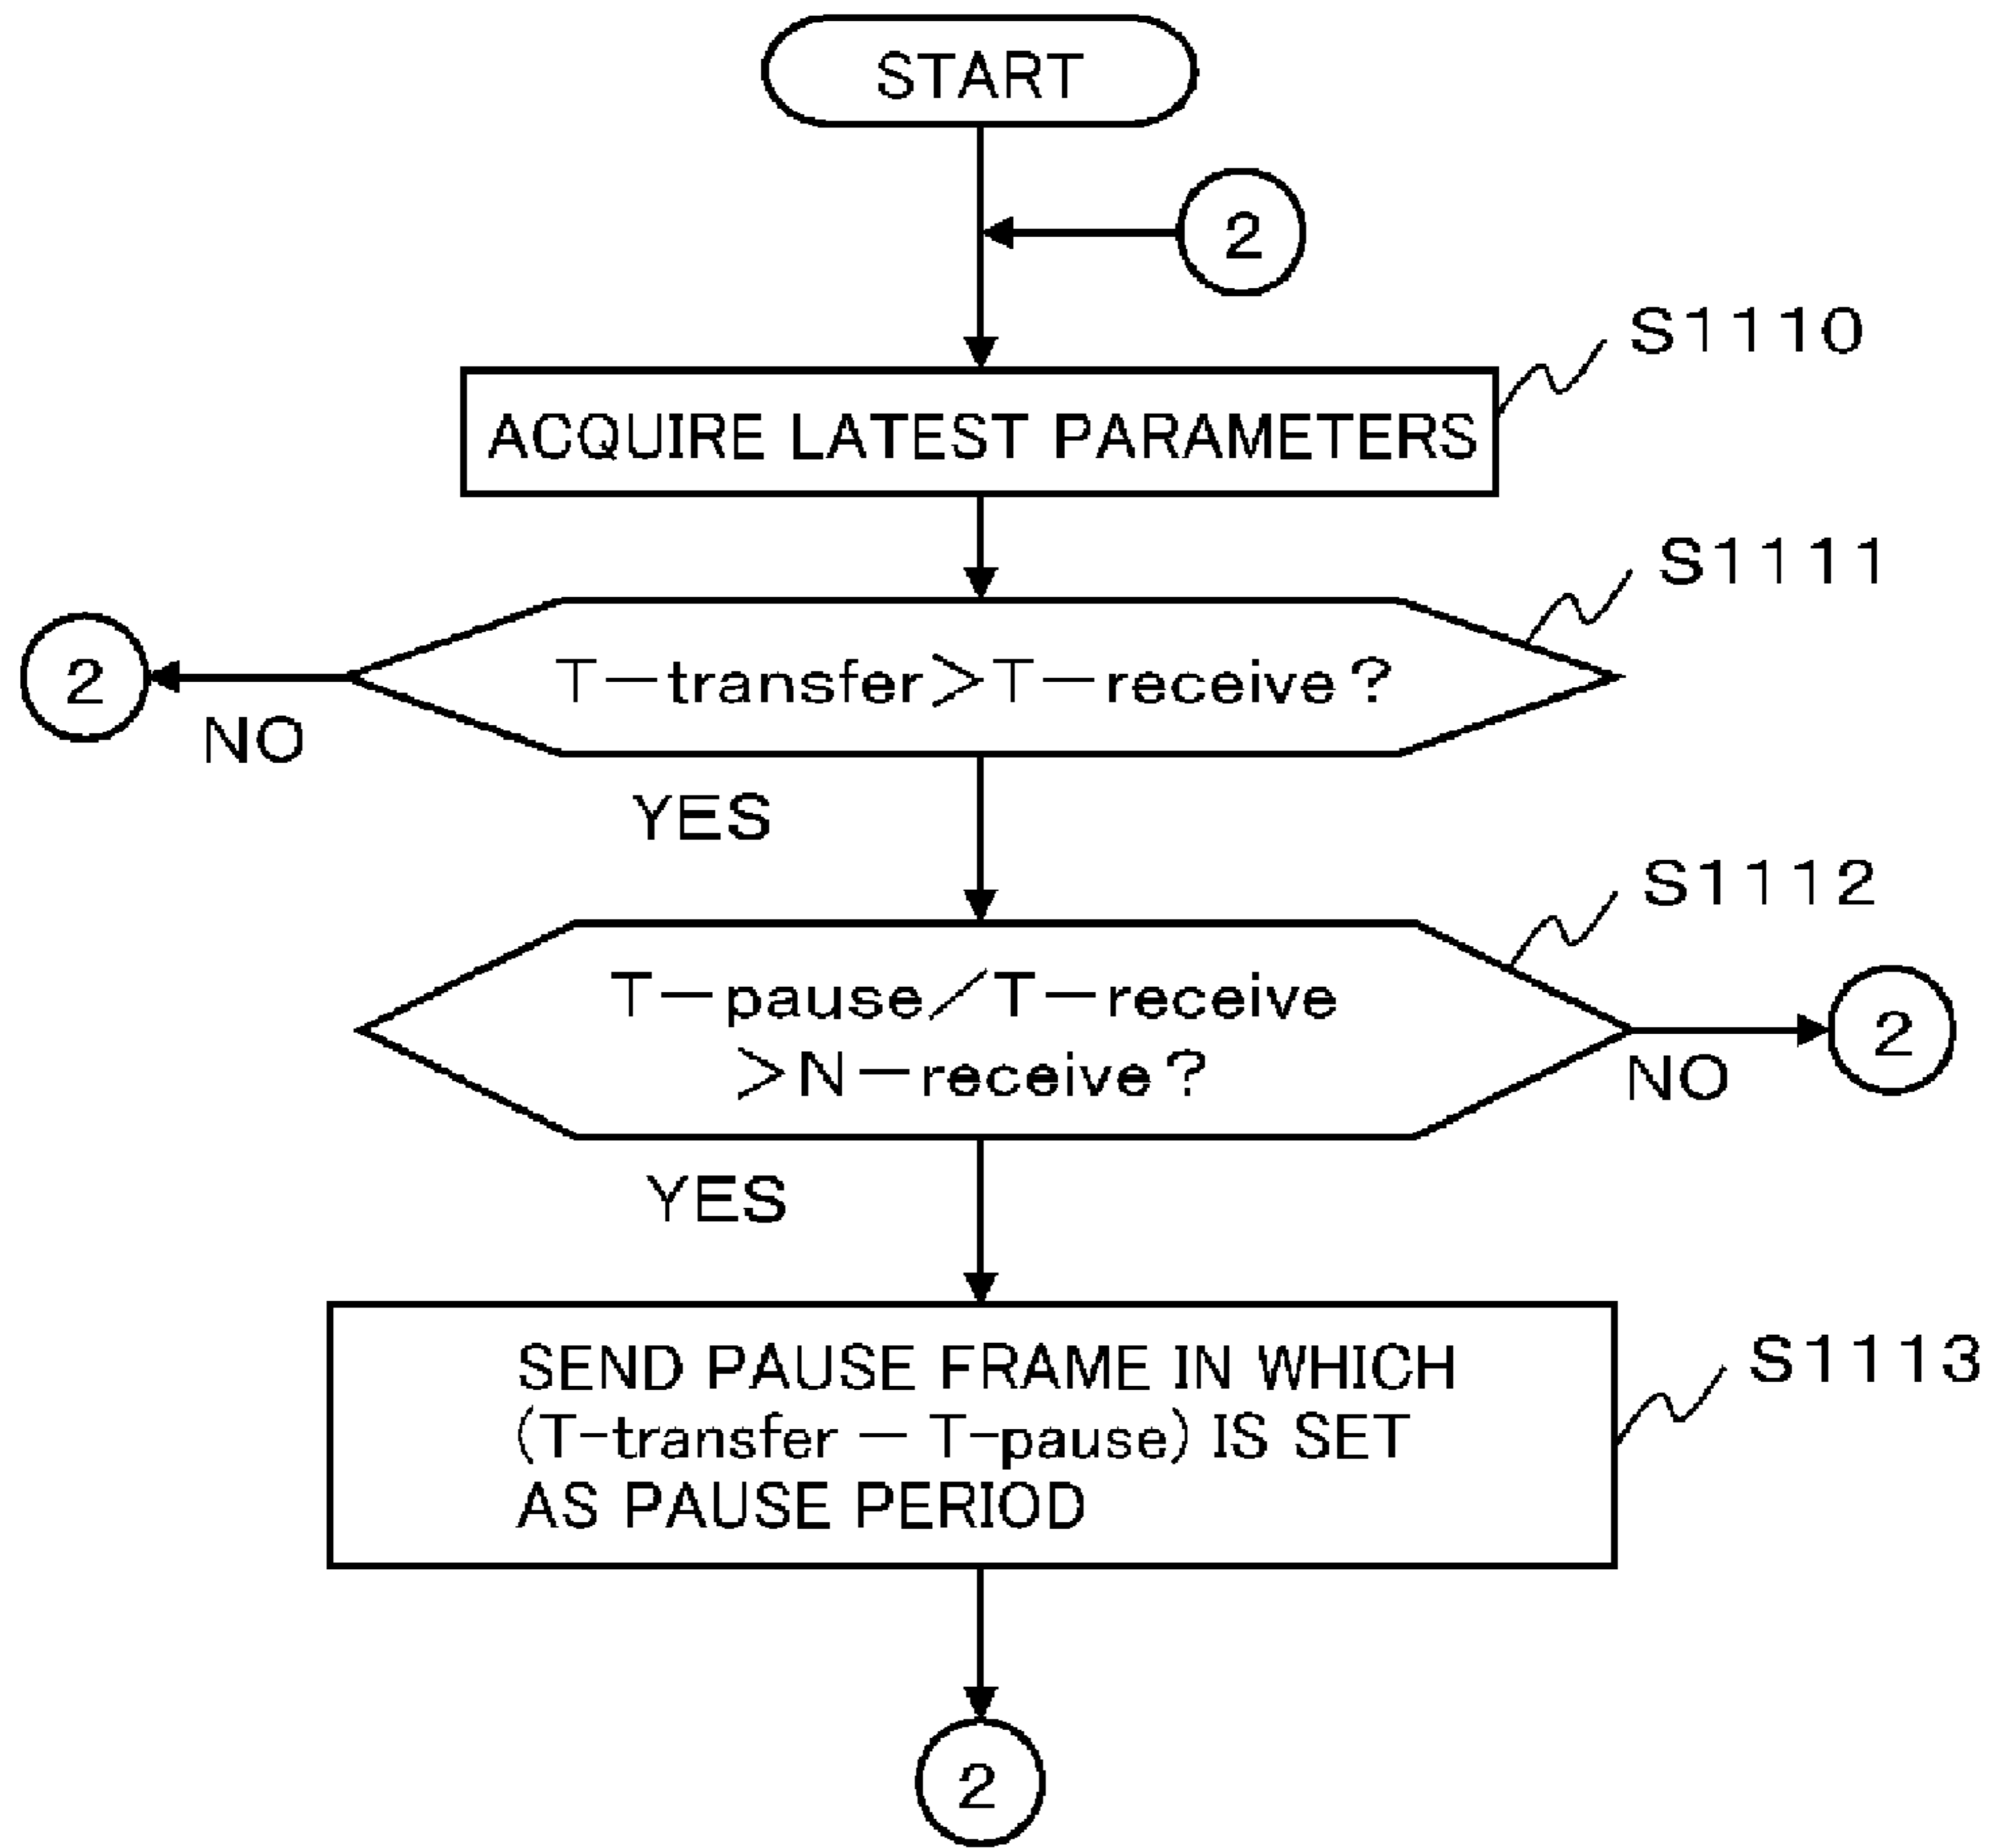 START
2
S1110
ACQUIRE LATEST PARAMETERS
S1111
T-transfer>T-receive?
2
NO
YES
S1112
T-pause/T-receive
>N-receive?
2
NO
YES
S1113
SEND PAUSE FRAME IN WHICH
(T-transfer - T-pause) IS SET
AS PAUSE PERIOD
2